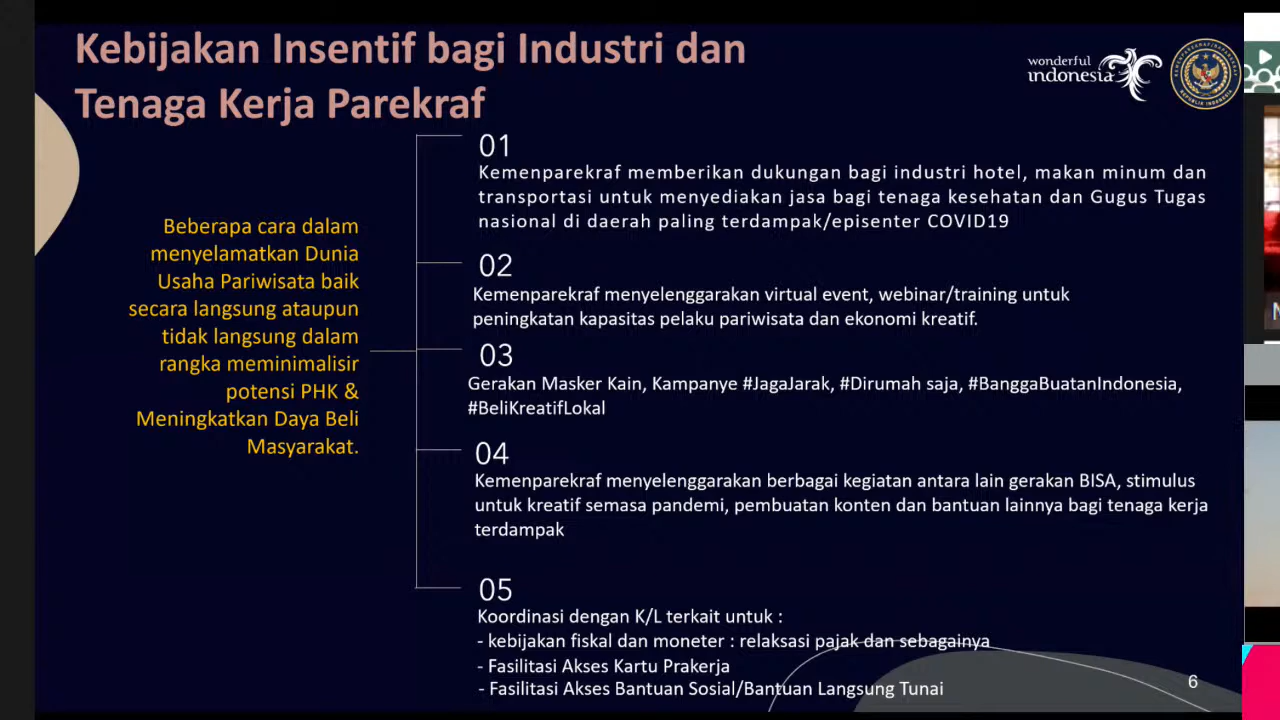 Kebijakan Insentif bagi Industri dan
Tenaga Kerja Parekraf
wonderful
indonesia
Beberapa cara dalam
menyelamatkan Dunia
Usaha Pariwisata baik
secara langsung ataupun
tidak langsung dalam
rangka meminimalisir
potensi PHK &
Meningkatkan Daya Beli
Masyarakat.
01
Kemenparekraf memberikan dukungan bagi industri hotel, makan minum dan
transportasi untuk menyediakan jasa bagi tenaga kesehatan dan Gugus Tugas
nasional di daerah paling terdampak/episenter COVID19
02
Kemenparekraf menyelenggarakan virtual event, webinar/training untuk
peningkatan kapasitas pelaku pariwisata dan ekonomi kreatif.
03
Gerakan Masker Kain, Kampanye #JagaJarak, #Dirumah saja, #BanggaBuatanIndonesia,
#BeliKreatifLokal
04
Kemenparekraf menyelenggarakan berbagai kegiatan antara lain gerakan BISA, stimulus
untuk kreatif semasa pandemi, pembuatan konten dan bantuan lainnya bagi tenaga kerja
terdampak
05
Koordinasi dengan K/L terkait untuk :
- kebijakan fiskal dan moneter : relaksasi pajak dan sebagainya
- Fasilitasi Akses Kartu Prakerja
- Fasilitasi Akses Bantuan Sosial/Bantuan Langsung Tunai
6